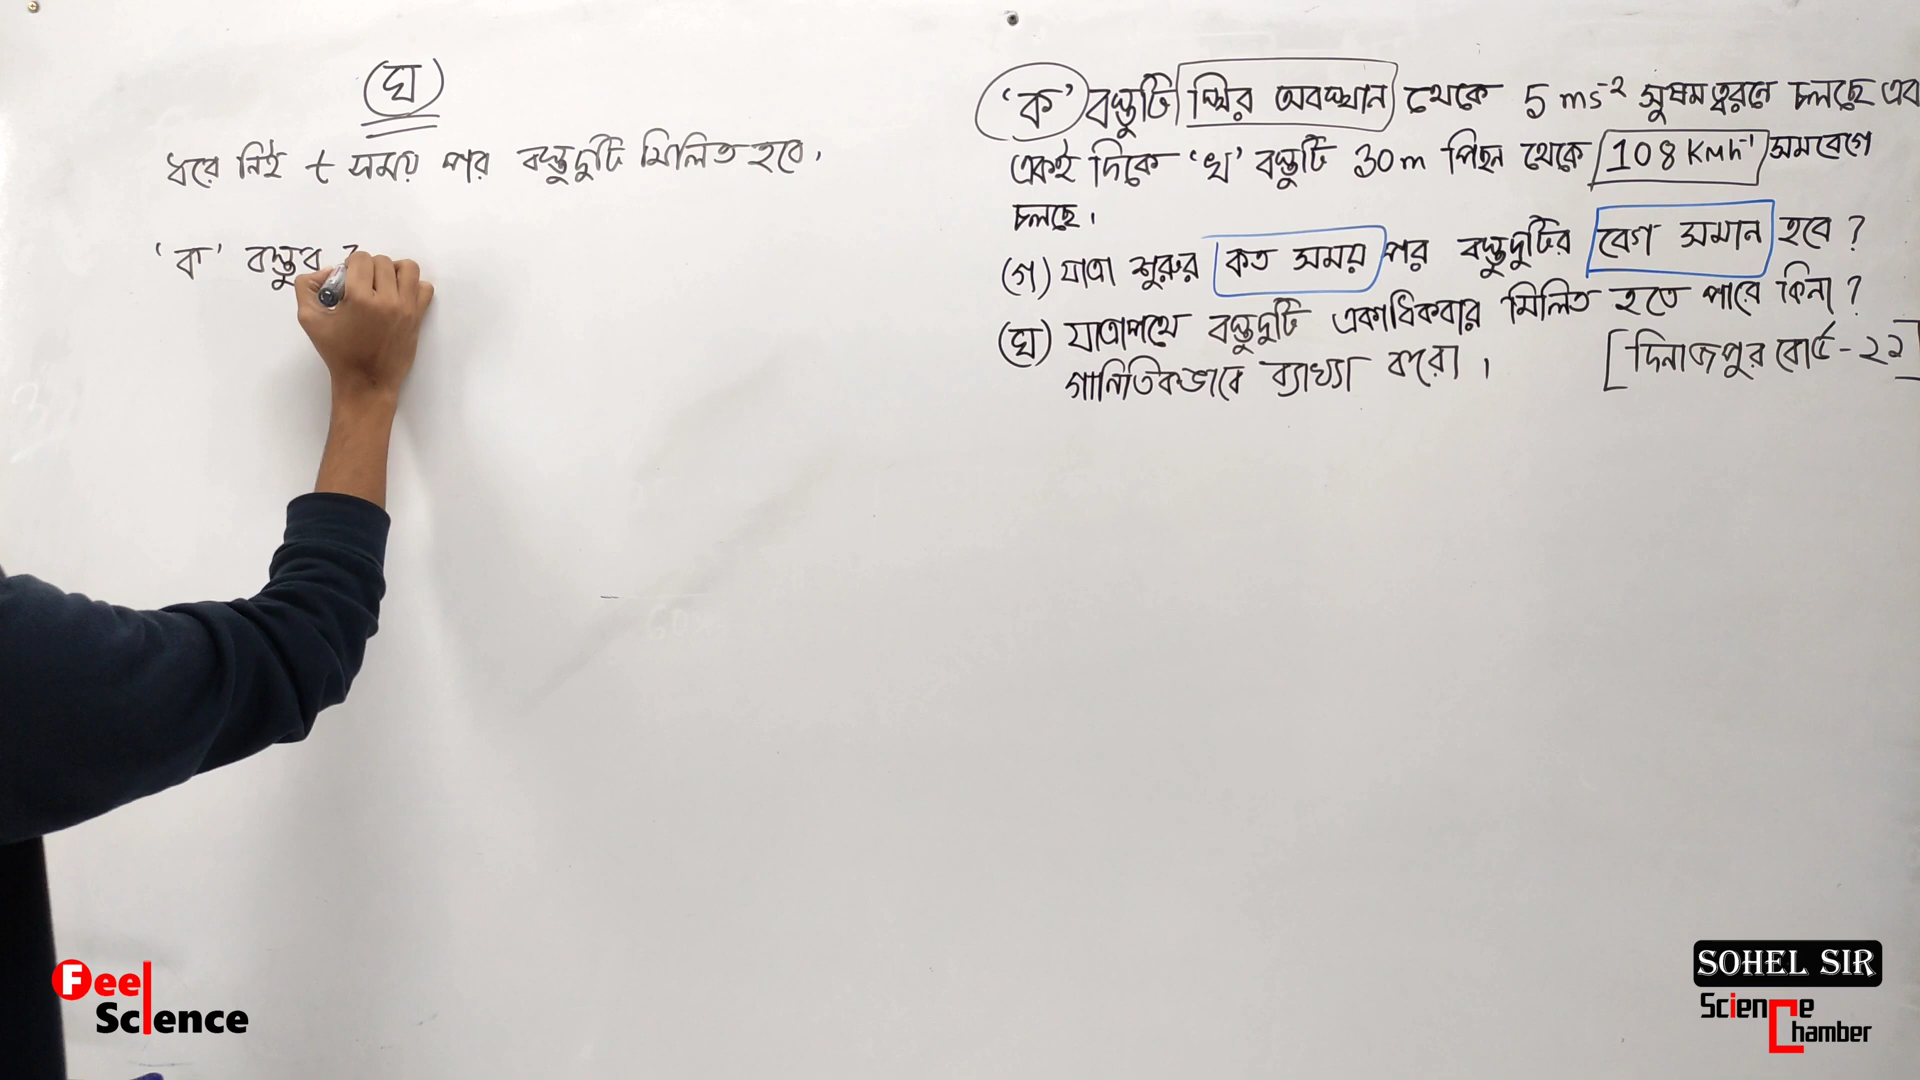 (ঘ)
ধরে নিই t সময় পর বস্তুদুটি মিলিত হবে,
'ক' বস্তুর
'ক' বস্তুটি স্থির অবস্থান থেকে 5 ms⁻² সুষম ত্বরণে চলছে এব
একই দিকে 'খ' বস্তুটি 30m পিছন থেকে 108 Kmh⁻¹ সমবেগে
চলছে।
(গ) যাত্রা শুরুর কত সময় পর বস্তুদুটির বেগ সমান হবে ?
(ঘ) যাত্রাপথে বস্তুদুটি একাধিকবার মিলিত হতে পারে কিনা ?
গানিতিকভাবে ব্যাখ্যা করো ।
[দিনাজপুর বোর্ড - ২২]
Feel Science
SOHEL SIR
Science Chamber